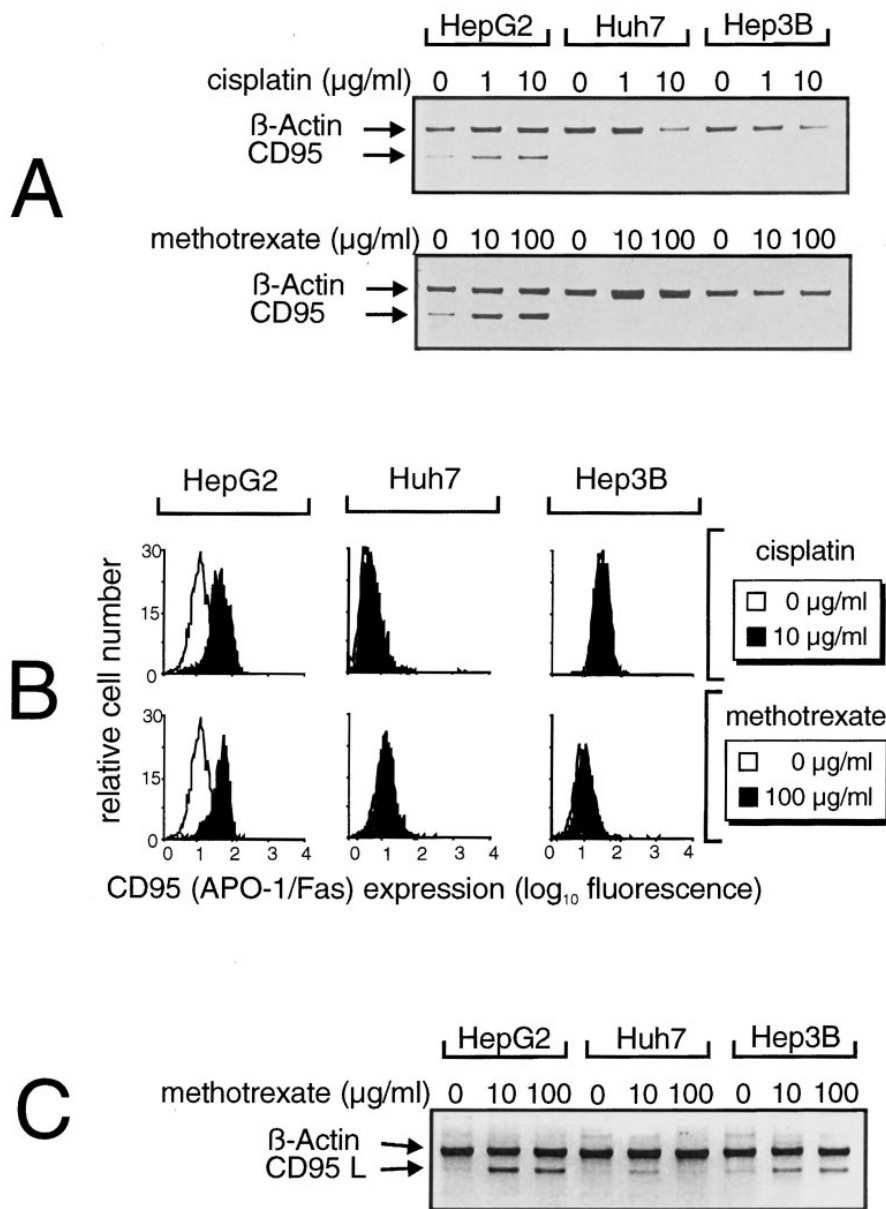 A
HepG2 Huh7 Hep3B
cisplatin (µg/ml) 0 1 10 0 1 10 0 1 10
ß-Actin
CD95
methotrexate (µg/ml) 0 10 100 0 10 100 0 10 100
ß-Actin
CD95
B
HepG2 Huh7 Hep3B
relative cell number
30
15
0
cisplatin
0 µg/ml
10 µg/ml
30
15
0
methotrexate
0 µg/ml
100 µg/ml
0 1 2 3 4 0 1 2 3 4 0 1 2 3 4
CD95 (APO-1/Fas) expression (log₁₀ fluorescence)
C
HepG2 Huh7 Hep3B
methotrexate (µg/ml) 0 10 100 0 10 100 0 10 100
ß-Actin
CD95 L